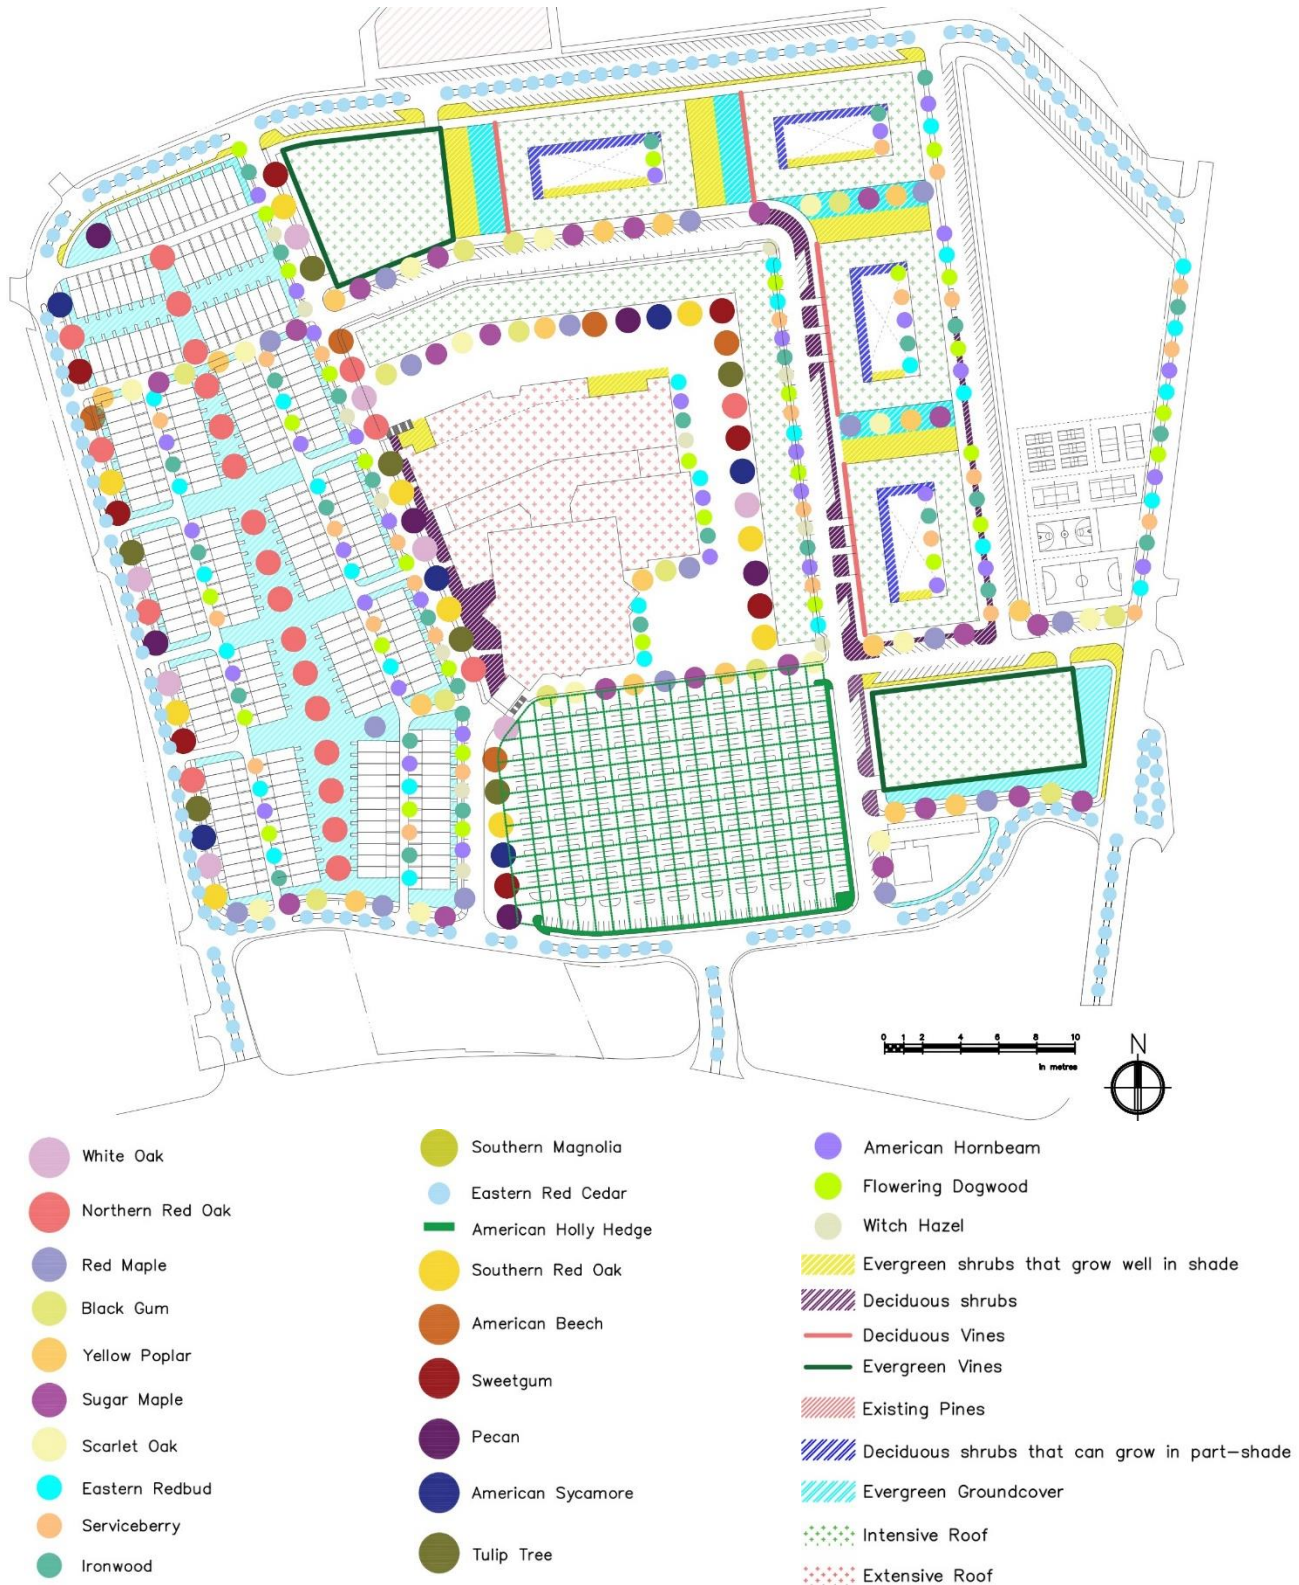 0 1 2 4 6 8 10
In metres
N
White Oak
Northern Red Oak
Red Maple
Black Gum
Yellow Poplar
Sugar Maple
Scarlet Oak
Eastern Redbud
Serviceberry
Ironwood
Southern Magnolia
Eastern Red Cedar
American Holly Hedge
Southern Red Oak
American Beech
Sweetgum
Pecan
American Sycamore
Tulip Tree
American Hornbeam
Flowering Dogwood
Witch Hazel
Evergreen shrubs that grow well in shade
Deciduous shrubs
Deciduous Vines
Evergreen Vines
Existing Pines
Deciduous shrubs that can grow in part-shade
Evergreen Groundcover
Intensive Roof
Extensive Roof